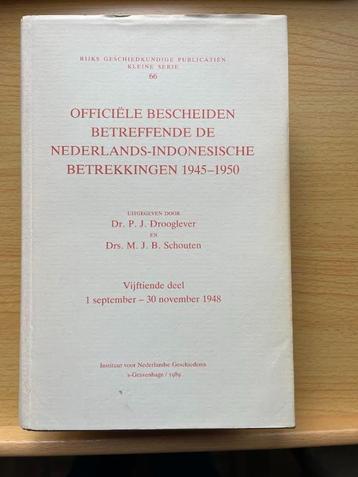 RIJKS GESCHIEDKUNDIGE PUBLICATIËN
KLEINE SERIE
66
OFFICIËLE BESCHEIDEN
BETREFFENDE DE
NEDERLANDS-INDONESISCHE
BETREKKINGEN 1945–1950
UITGEGEVEN DOOR
Dr. P. J. Drooglever
EN
Drs. M. J. B. Schouten
Vijftiende deel
1 september – 30 november 1948
Instituut voor Nederlandse Geschiedenis
's-Gravenhage / 1989